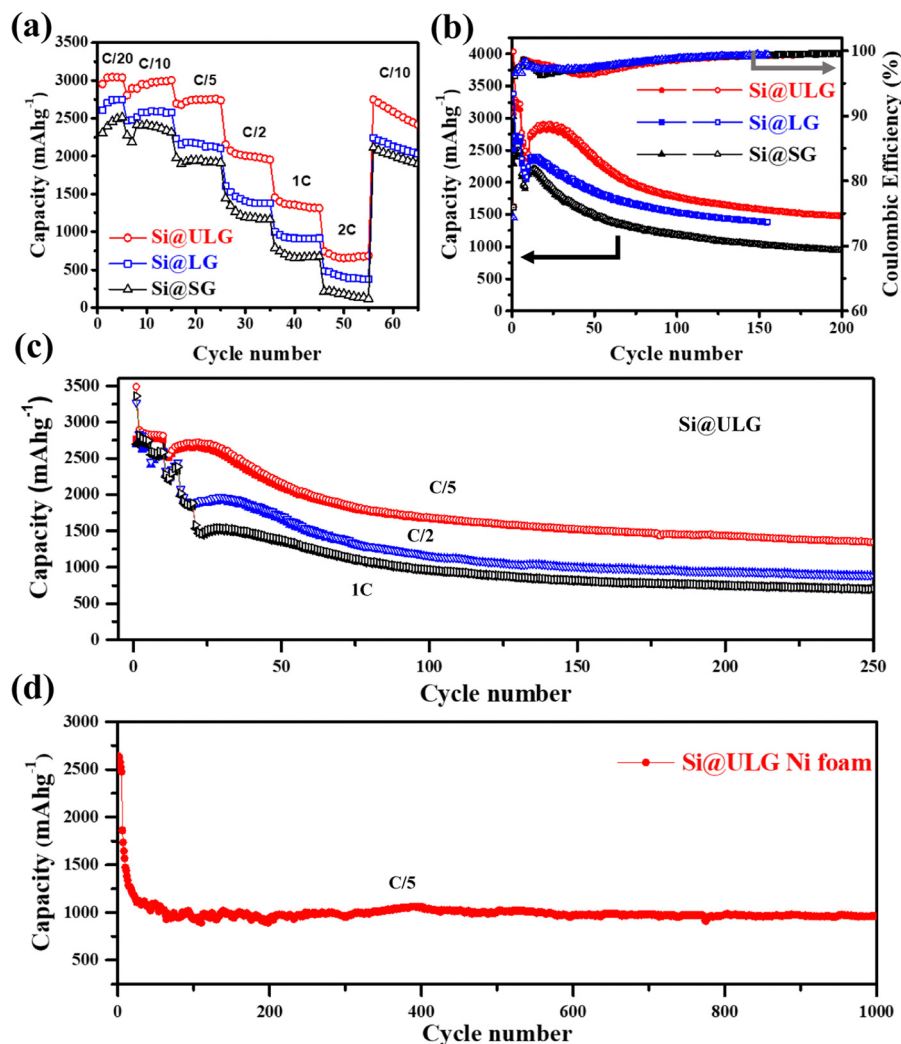 (a)
3500
3000
2500
2000
1500
1000
500
0
Capacity (mAhg⁻¹)
C/20
C/10
C/5
C/2
1C
2C
C/10
Si@ULG
Si@LG
Si@SG
0 10 20 30 40 50 60
Cycle number
(b)
4000
3500
3000
2500
2000
1500
1000
500
0
Capacity (mAhg⁻¹)
100
90
80
70
60
Coulombic Efficiency (%)
Si@ULG
Si@LG
Si@SG
0 50 100 150 200
Cycle number
(c)
3500
3000
2500
2000
1500
1000
500
0
Capacity (mAhg⁻¹)
Si@ULG
C/5
C/2
1C
0 50 100 150 200 250
Cycle number
(d)
3000
2500
2000
1500
1000
500
Capacity (mAhg⁻¹)
Si@ULG Ni foam
C/5
0 200 400 600 800 1000
Cycle number